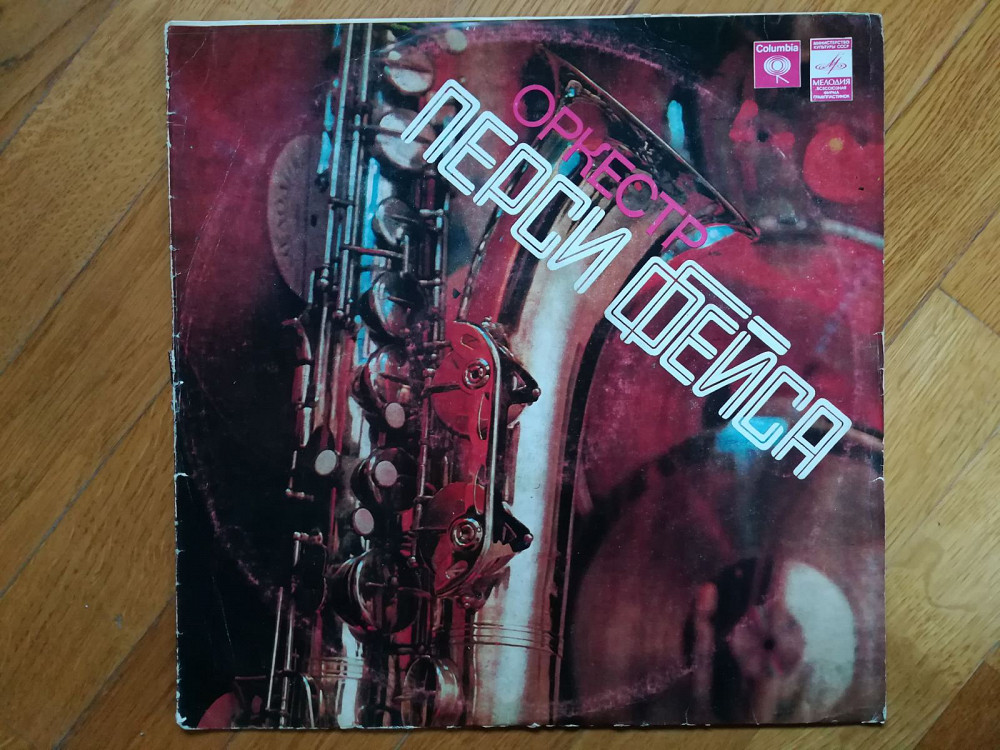 Columbia
МИНИСТЕРСТВО
КУЛЬТУРЫ СССР
МЕЛОДИЯ
ВСЕСОЮЗНАЯ
ФИРМА
ГРАМПЛАСТИНОК
ОРКЕСТР
ПЕРСИ ФЕЙСА